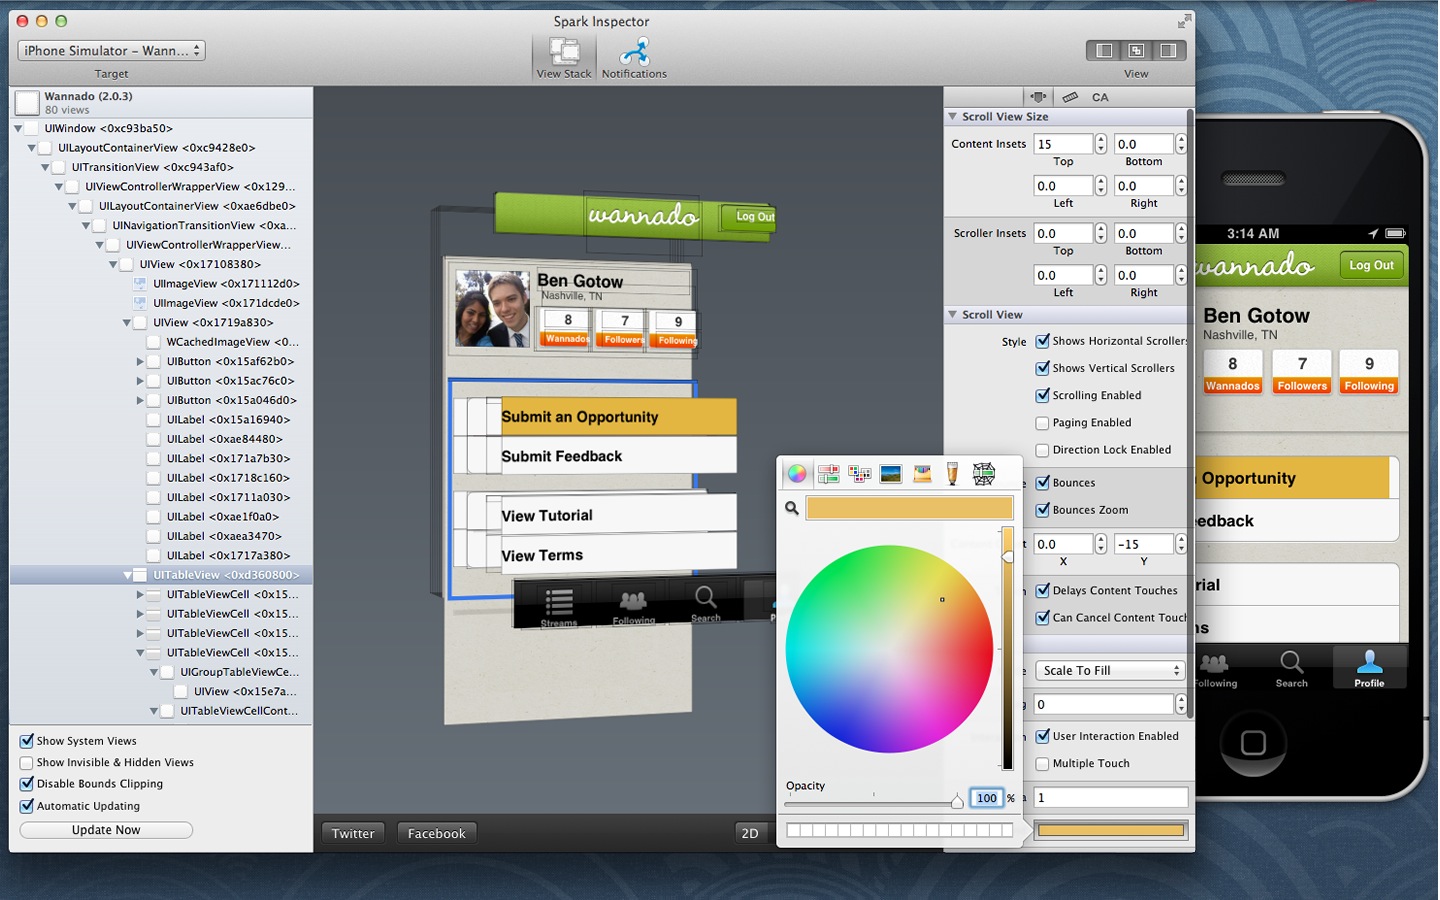 Spark Inspector
iPhone Simulator – Wann...
Target
View Stack
Notifications
View
Wannado (2.0.3)
80 views
UIWindow <0xc93ba50>
UILayoutContainerView <0xc9428e0>
UITransitionView <0xc943af0>
UIViewControllerWrapperView <0x129...
UILayoutContainerView <0xae6dbe0>
UINavigationTransitionView <0xa...
UIViewControllerWrapperView...
UIView <0x17108380>
UIImageView <0x171112d0>
UIImageView <0x171dcde0>
UIView <0x1719a830>
WCachedImageView <0...
UIButton <0x15af62b0>
UIButton <0x15ac76c0>
UIButton <0x15a046d0>
UILabel <0x15a16940>
UILabel <0xae84480>
UILabel <0x171a7b30>
UILabel <0x1718c160>
UILabel <0x1711a030>
UILabel <0xae1f0a0>
UILabel <0xaea3470>
UILabel <0x1717a380>
UITableView <0xd360800>
UITableViewCell <0x15...
UITableViewCell <0x15...
UITableViewCell <0x15...
UITableViewCell <0x15...
UIGroupTableViewCe...
UIView <0x15e7a...
UITableViewCellCont...
Show System Views
Show Invisible & Hidden Views
Disable Bounds Clipping
Automatic Updating
Update Now
wannado
Log Out
Ben Gotow
Nashville, TN
8 7 9
Wannados Followers Following
Submit an Opportunity
Submit Feedback
View Tutorial
View Terms
Streams Following Search P
Twitter Facebook 2D
CA
Scroll View Size
Content Insets 15 0.0
Top Bottom
0.0 0.0
Left Right
Scroller Insets 0.0 0.0
Top Bottom
0.0 0.0
Left Right
Scroll View
Style Shows Horizontal Scrollers
Shows Vertical Scrollers
Scrolling Enabled
Paging Enabled
Direction Lock Enabled
Bounces
Bounces Zoom
0.0 -15
X Y
Delays Content Touches
Can Cancel Content Touch
Scale To Fill
0
User Interaction Enabled
Multiple Touch
1
Opacity
100 %
3:14 AM
wannado Log Out
Ben Gotow
Nashville, TN
8 7 9
Wannados Followers Following
Opportunity
edback
rial
ns
Following Search Profile